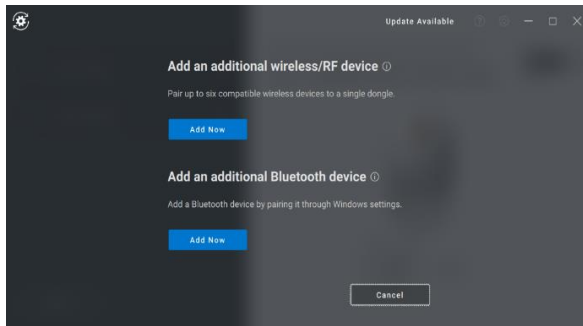 Update Available
Add an additional wireless/RF device
Pair up to six compatible wireless devices to a single dongle.
Add Now
Add an additional Bluetooth device
Add a Bluetooth device by pairing it through Windows settings.
Add Now
Cancel